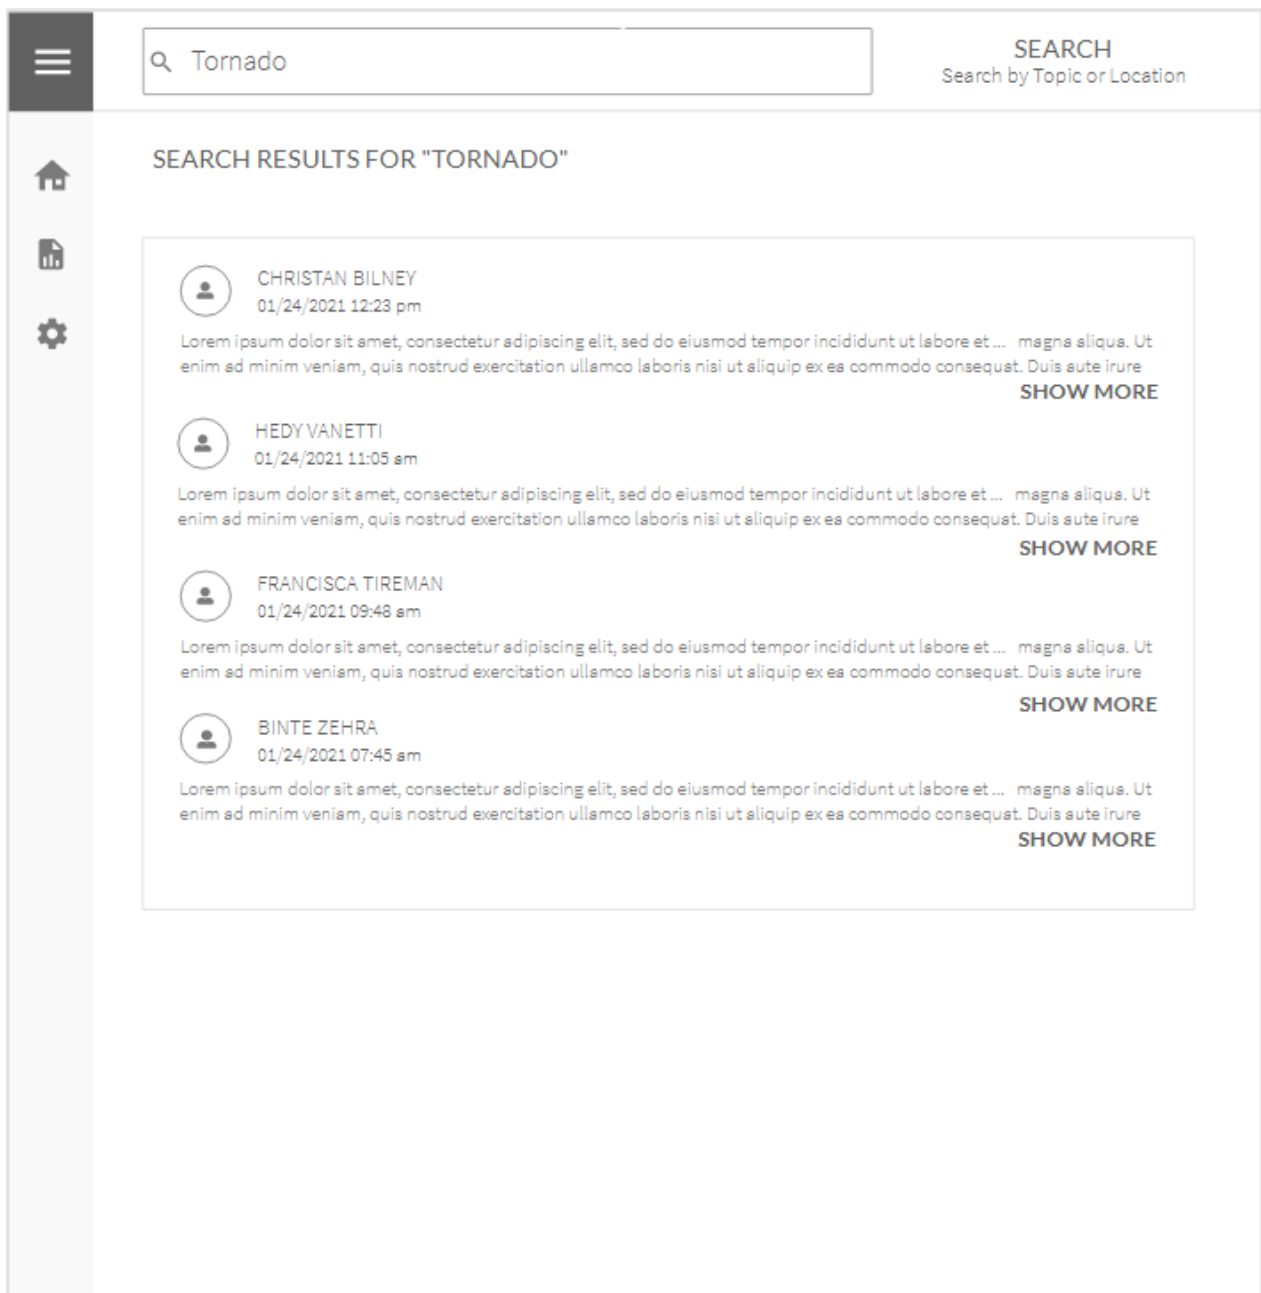 Tornado
SEARCH
Search by Topic or Location
SEARCH RESULTS FOR "TORNADO"
CHRISTAN BILNEY
01/24/2021 12:23 pm
Lorem ipsum dolor sit amet, consectetur adipiscing elit, sed do eiusmod tempor incididunt ut labore et ... magna aliqua. Ut
enim ad minim veniam, quis nostrud exercitation ullamco laboris nisi ut aliquip ex ea commodo consequat. Duis aute irure
SHOW MORE
HEDY VANETTI
01/24/2021 11:05 am
Lorem ipsum dolor sit amet, consectetur adipiscing elit, sed do eiusmod tempor incididunt ut labore et ... magna aliqua. Ut
enim ad minim veniam, quis nostrud exercitation ullamco laboris nisi ut aliquip ex ea commodo consequat. Duis aute irure
SHOW MORE
FRANCISCA TIREMAN
01/24/2021 09:48 am
Lorem ipsum dolor sit amet, consectetur adipiscing elit, sed do eiusmod tempor incididunt ut labore et ... magna aliqua. Ut
enim ad minim veniam, quis nostrud exercitation ullamco laboris nisi ut aliquip ex ea commodo consequat. Duis aute irure
SHOW MORE
BINTE ZEHRA
01/24/2021 07:45 am
Lorem ipsum dolor sit amet, consectetur adipiscing elit, sed do eiusmod tempor incididunt ut labore et ... magna aliqua. Ut
enim ad minim veniam, quis nostrud exercitation ullamco laboris nisi ut aliquip ex ea commodo consequat. Duis aute irure
SHOW MORE